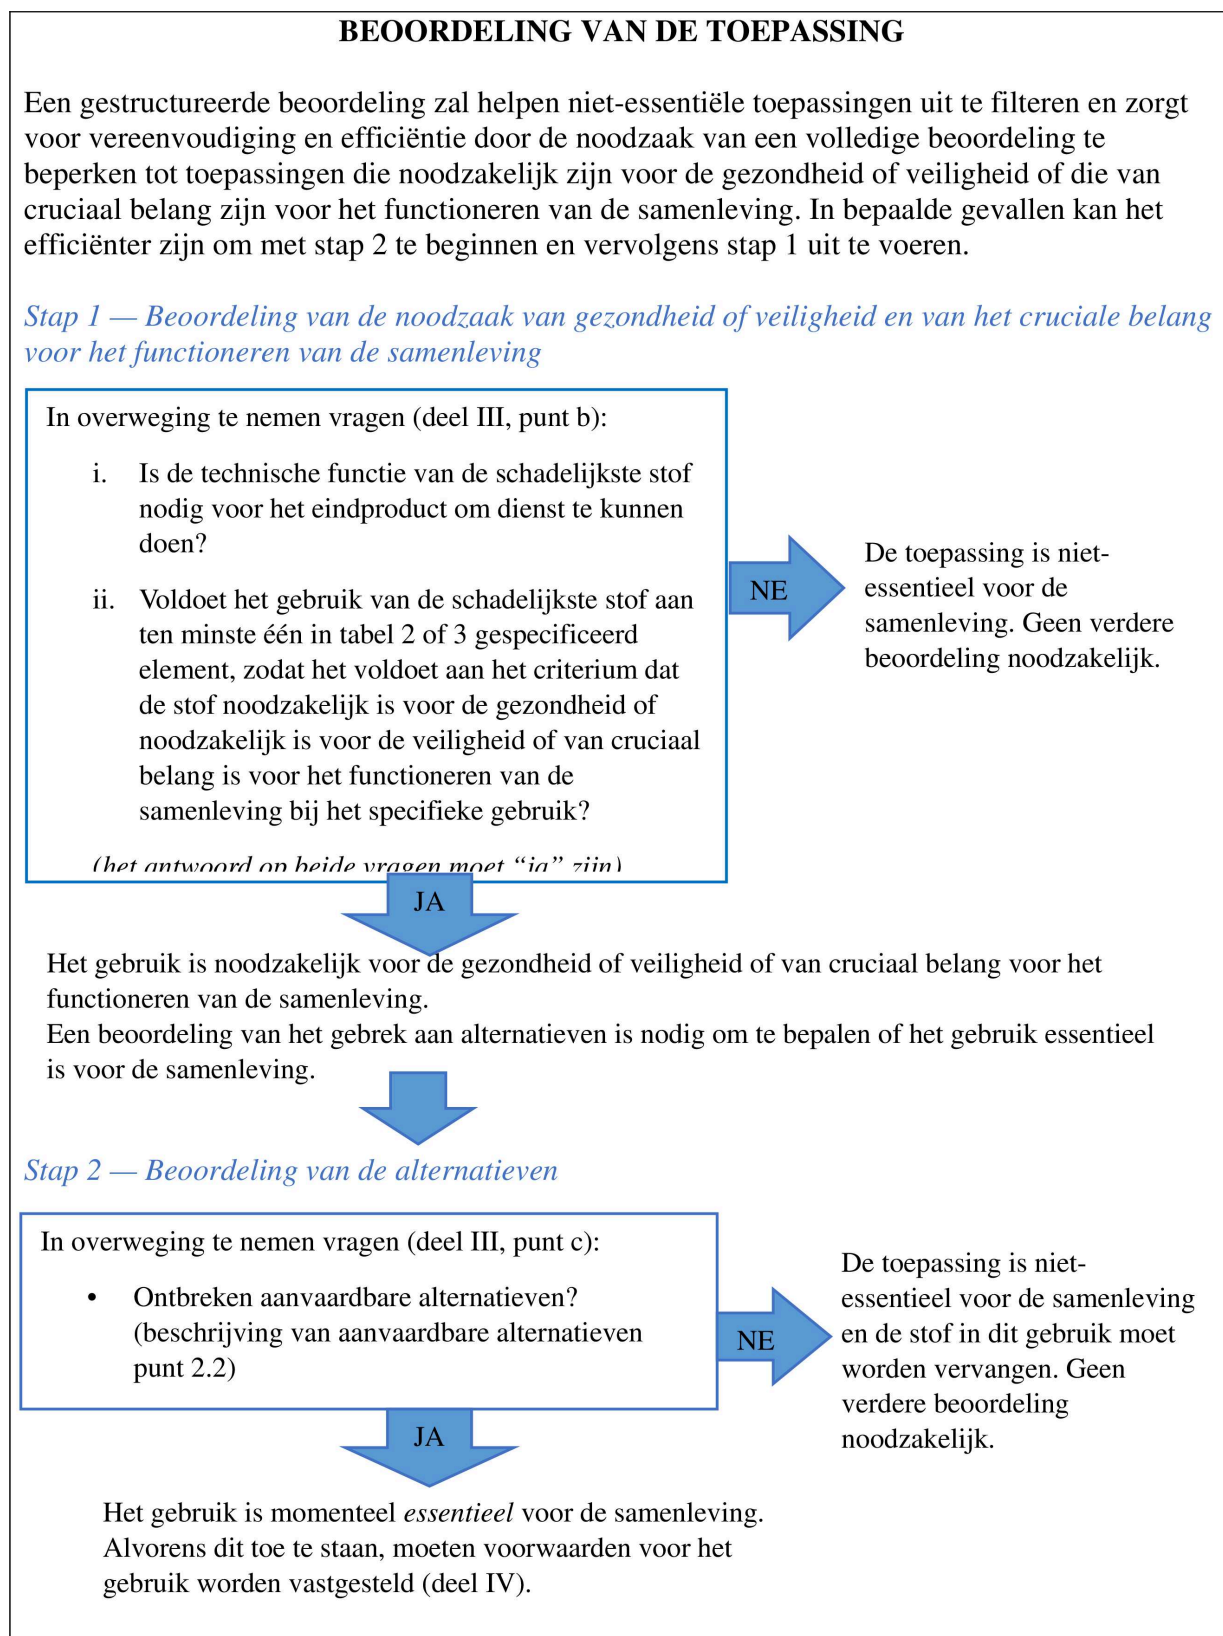 BEOORDELING VAN DE TOEPASSING
Een gestructureerde beoordeling zal helpen niet-essentiële toepassingen uit te filteren en zorgt
voor vereenvoudiging en efficiëntie door de noodzaak van een volledige beoordeling te
beperken tot toepassingen die noodzakelijk zijn voor de gezondheid of veiligheid of die van
cruciaal belang zijn voor het functioneren van de samenleving. In bepaalde gevallen kan het
efficiënter zijn om met stap 2 te beginnen en vervolgens stap 1 uit te voeren.
Stap 1 — Beoordeling van de noodzaak van gezondheid of veiligheid en van het cruciale belang
voor het functioneren van de samenleving
In overweging te nemen vragen (deel III, punt b):
i. Is de technische functie van de schadelijkste stof
nodig voor het eindproduct om dienst te kunnen
doen?
ii. Voldoet het gebruik van de schadelijkste stof aan
ten minste één in tabel 2 of 3 gespecificeerd
element, zodat het voldoet aan het criterium dat
de stof noodzakelijk is voor de gezondheid of
noodzakelijk is voor de veiligheid of van cruciaal
belang is voor het functioneren van de
samenleving bij het specifieke gebruik?
(het antwoord op beide vragen moet “ja” zijn)
NE
De toepassing is niet-
essentieel voor de
samenleving. Geen verdere
beoordeling noodzakelijk.
JA
Het gebruik is noodzakelijk voor de gezondheid of veiligheid of van cruciaal belang voor het
functioneren van de samenleving.
Een beoordeling van het gebrek aan alternatieven is nodig om te bepalen of het gebruik essentieel
is voor de samenleving.
Stap 2 — Beoordeling van de alternatieven
In overweging te nemen vragen (deel III, punt c):
• Ontbreken aanvaardbare alternatieven?
(beschrijving van aanvaardbare alternatieven
punt 2.2)
NE
De toepassing is niet-
essentieel voor de samenleving
en de stof in dit gebruik moet
worden vervangen. Geen
verdere beoordeling
noodzakelijk.
JA
Het gebruik is momenteel essentieel voor de samenleving.
Alvorens dit toe te staan, moeten voorwaarden voor het
gebruik worden vastgesteld (deel IV).